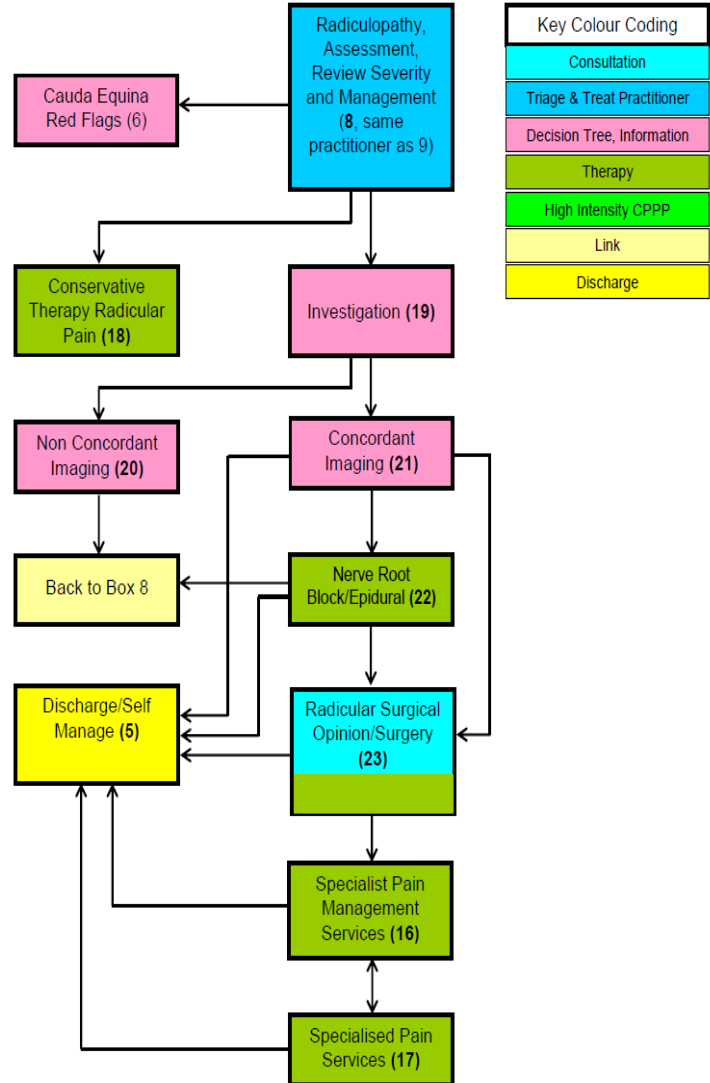 Radiculopathy,
Assessment,
Review Severity
and Management
(8, same
practitioner as 9)
Cauda Equina
Red Flags (6)
Key Colour Coding
Consultation
Triage & Treat Practitioner
Decision Tree, Information
Therapy
High Intensity CPPP
Link
Discharge
Conservative
Therapy Radicular
Pain (18)
Investigation (19)
Non Concordant
Imaging (20)
Concordant
Imaging (21)
Back to Box 8
Nerve Root
Block/Epidural (22)
Discharge/Self
Manage (5)
Radicular Surgical
Opinion/Surgery
(23)
Specialist Pain
Management
Services (16)
Specialised Pain
Services (17)